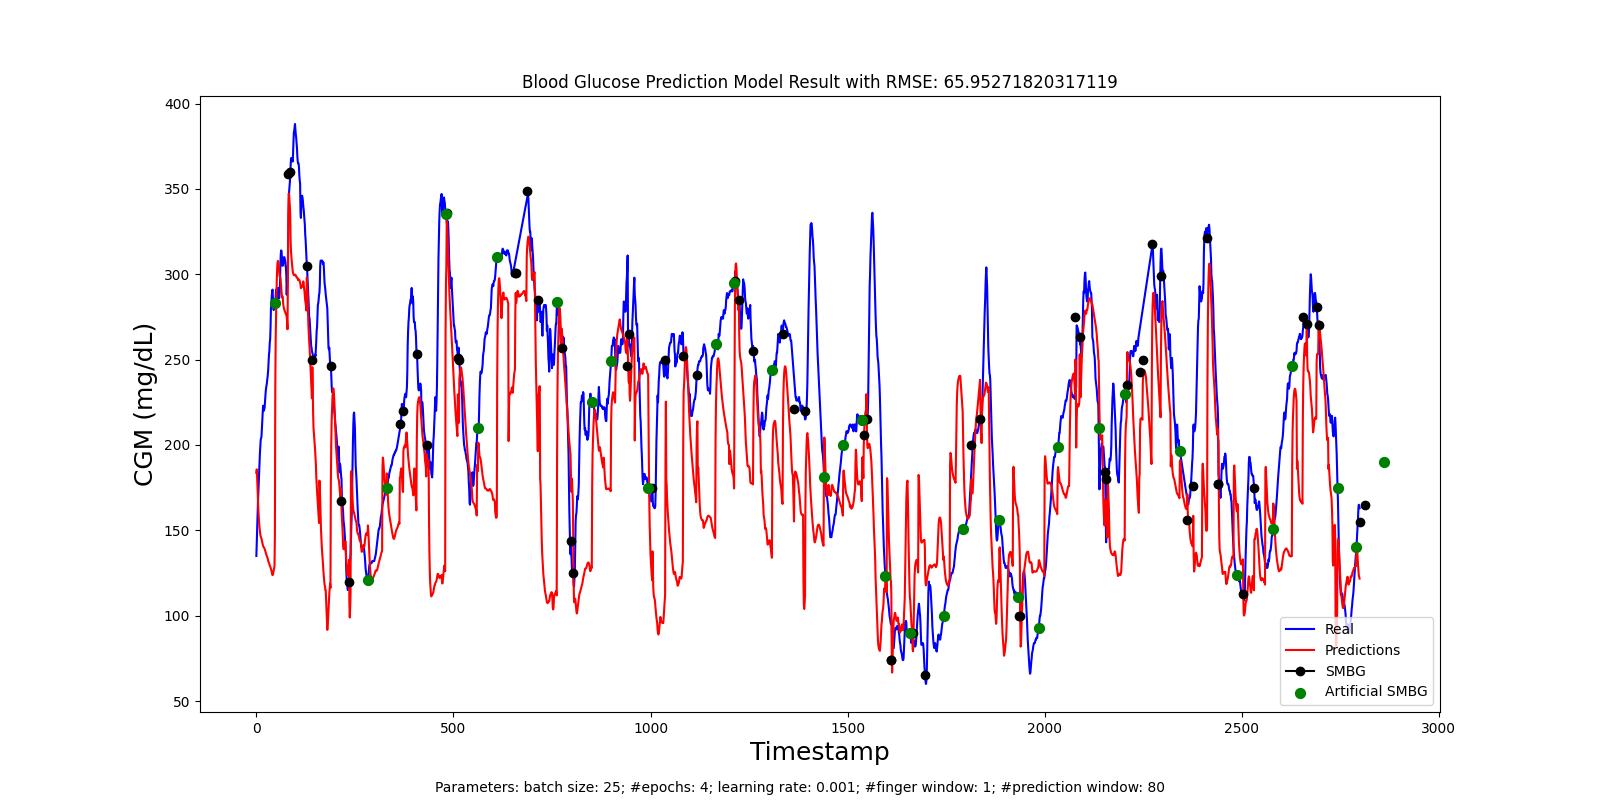 Blood Glucose Prediction Model Result with RMSE: 65.95271820317119
400
350
300
250
200
150
100
50
CGM (mg/dL)
0
500
1000
1500
2000
2500
3000
Timestamp
Real
Predictions
SMBG
Artificial SMBG
Parameters: batch size: 25; #epochs: 4; learning rate: 0.001; #finger window: 1; #prediction window: 80